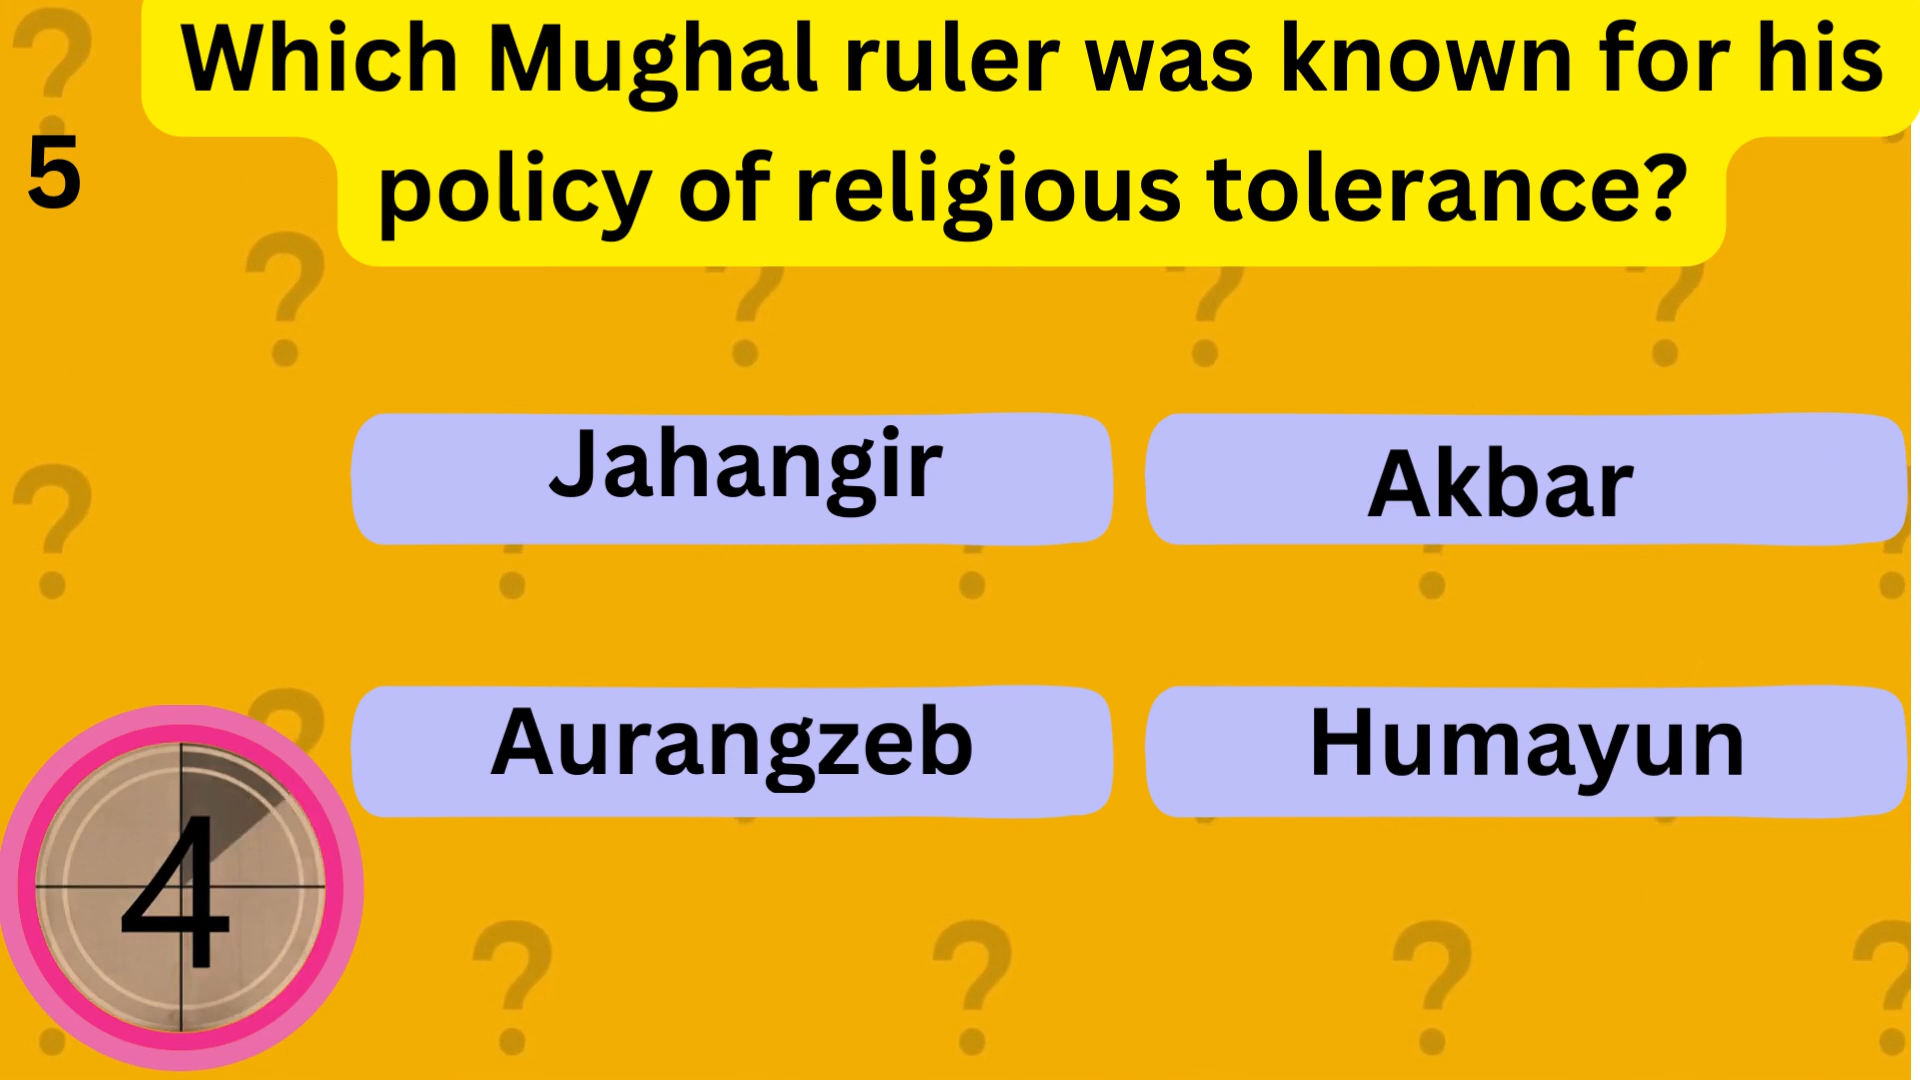 Which Mughal ruler was known for his
policy of religious tolerance?
5
Jahangir
Akbar
Aurangzeb
Humayun
4